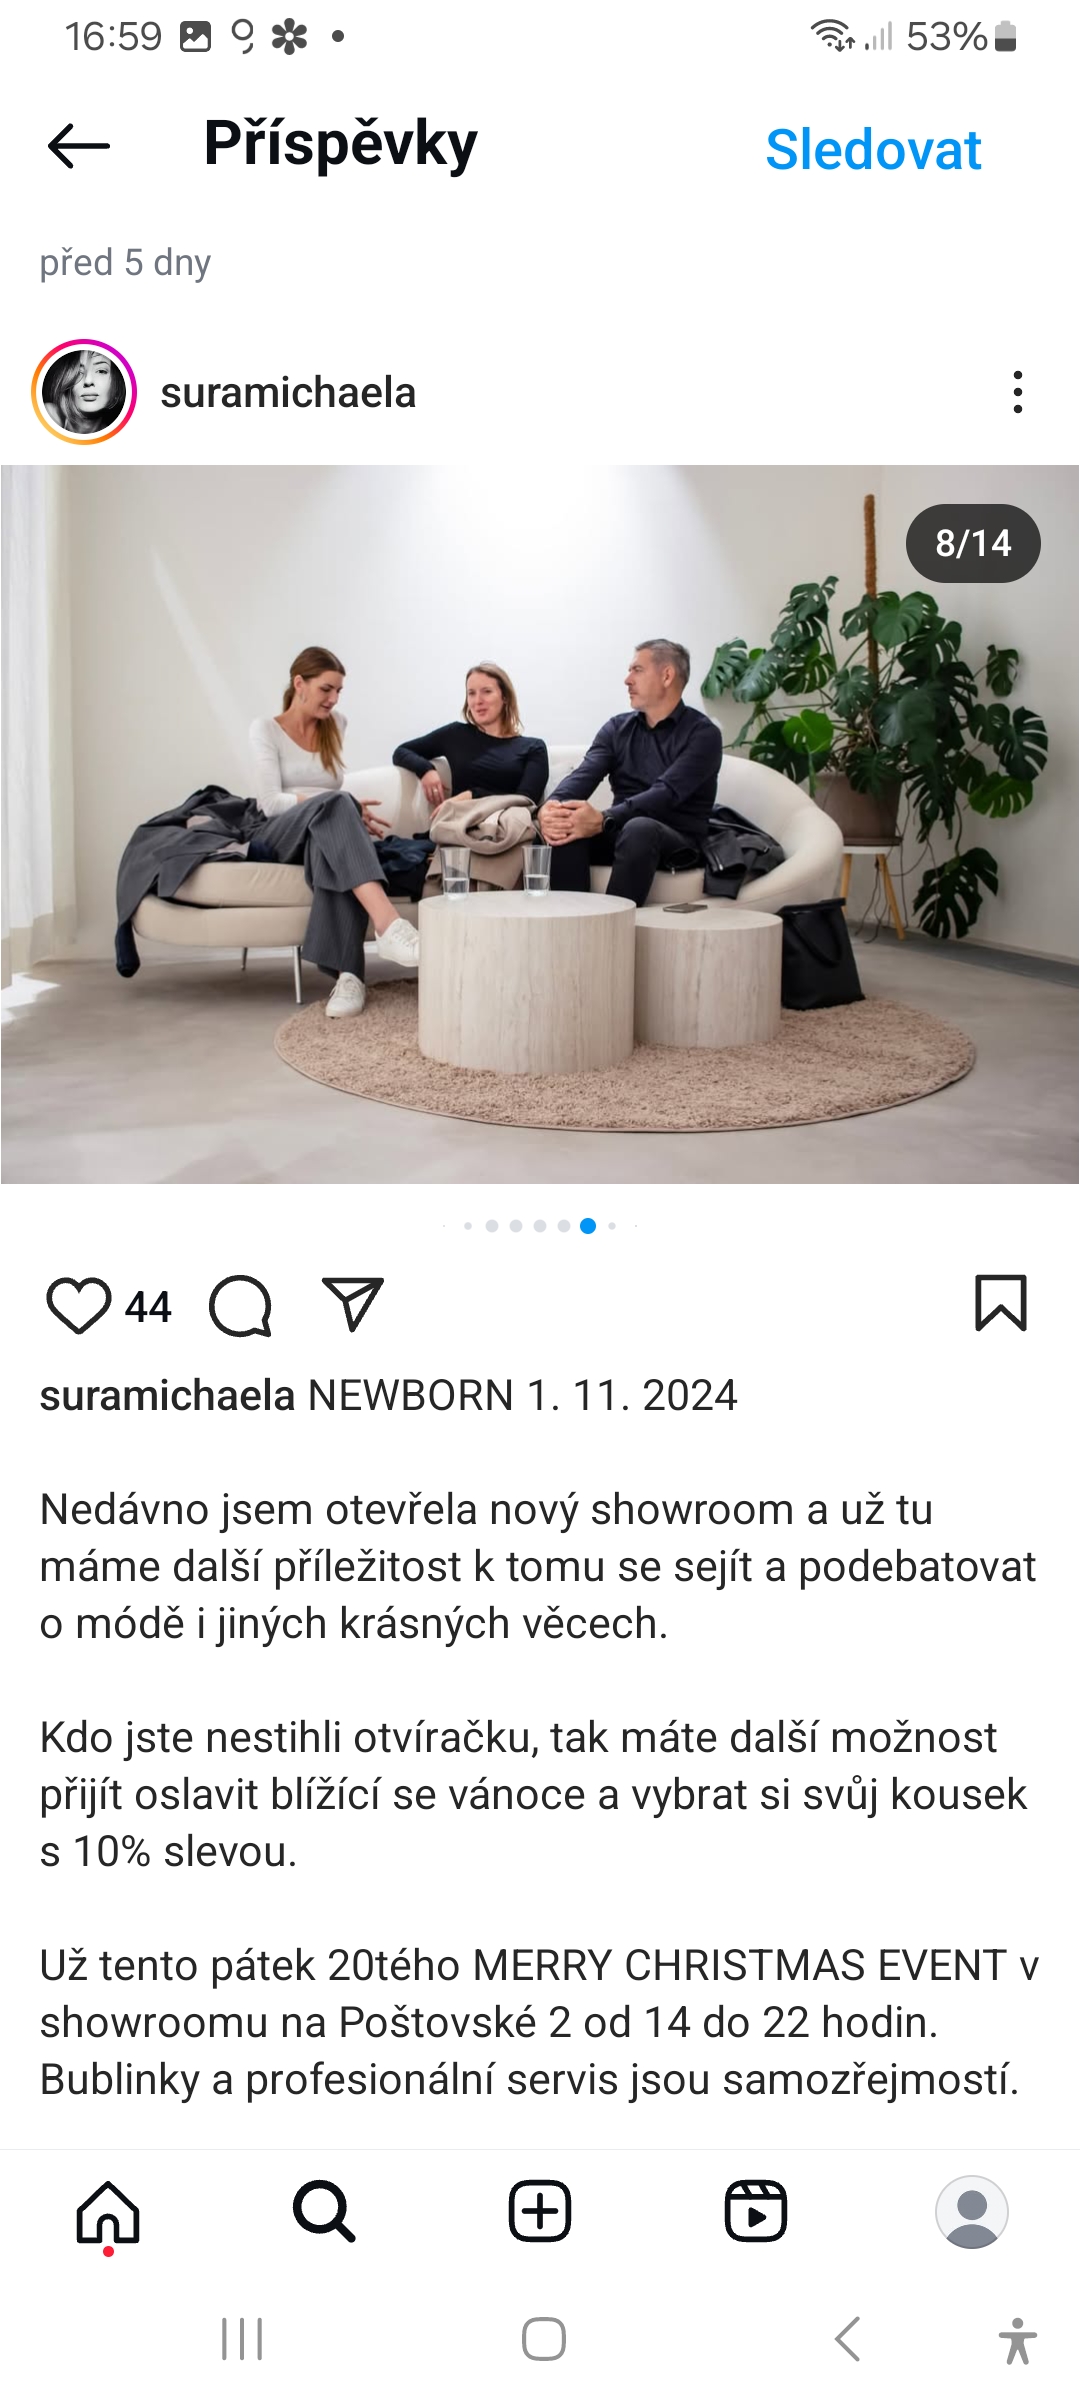 16:59
53%
Příspěvky
Sledovat
před 5 dny
suramichaela
8/14
44
suramichaela NEWBORN 1. 11. 2024
Nedávno jsem otevřela nový showroom a už tu
máme další příležitost k tomu se sejít a podebatovat
o módě i jiných krásných věcech.
Kdo jste nestihli otvíračku, tak máte další možnost
přijít oslavit blížící se vánoce a vybrat si svůj kousek
s 10% slevou.
Už tento pátek 20tého MERRY CHRISTMAS EVENT v
showroomu na Poštovské 2 od 14 do 22 hodin.
Bublinky a profesionální servis jsou samozřejmostí.